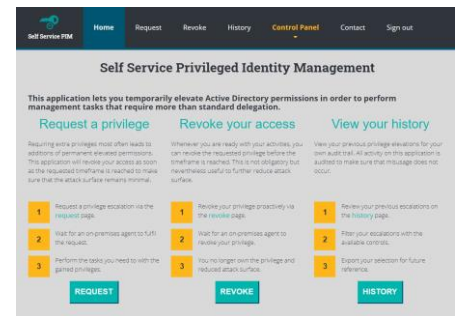 Self Service PIM
Home
Request
Revoke
History
Control Panel
Contact
Sign out
Self Service Privileged Identity Management
This application lets you temporarily elevate Active Directory permissions in order to perform
management tasks that require more than standard delegation.
Request a privilege
Requiring extra privileges most often leads to
additions of permanent elevated permissions.
This application will revoke your access as soon
as the requested timeframe is reached to make
sure that the attack surface remains minimal.
1
Request a privilege escalation via the
request page.
2
Wait for an on-premises agent to fulfil
the request.
3
Perform the tasks you need to with the
gained privileges.
REQUEST
Revoke your access
Whenever you are ready with your activities, you
can revoke the requested privilege before the
timeframe is reached. This is not obligatory but
nevertheless useful to further reduce attack
surface.
1
Revoke your privilege proactively via
the revoke page.
2
Wait for an on-premises agent to
revoke your privilege.
3
You no longer own the privilege and
reduced attack surface.
REVOKE
View your history
View your previous privilege elevations for your
own audit trail. All activity on this application is
audited to make sure that misusage does not
occur.
1
Review your previous escalations on
the history page.
2
Filter your escalations with the
available controls.
3
Export your selection for future
reference.
HISTORY